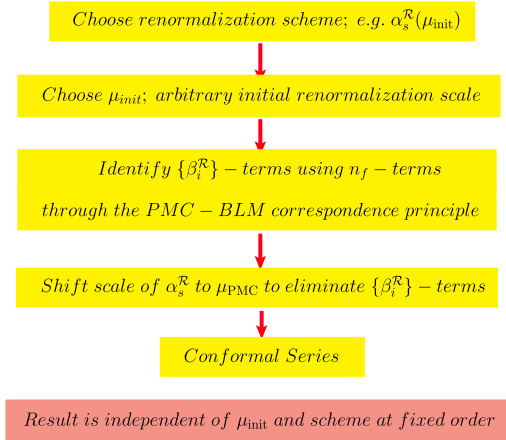 Choose renormalization scheme; e.g. α_s^ℛ(μ_init)
Choose μ_init; arbitrary initial renormalization scale
Identify {β_i^ℛ} − terms using n_f − terms
through the PMC − BLM correspondence principle
Shift scale of α_s^ℛ to μ_PMC to eliminate {β_i^ℛ} − terms
Conformal Series
Result is independent of μ_init and scheme at fixed order